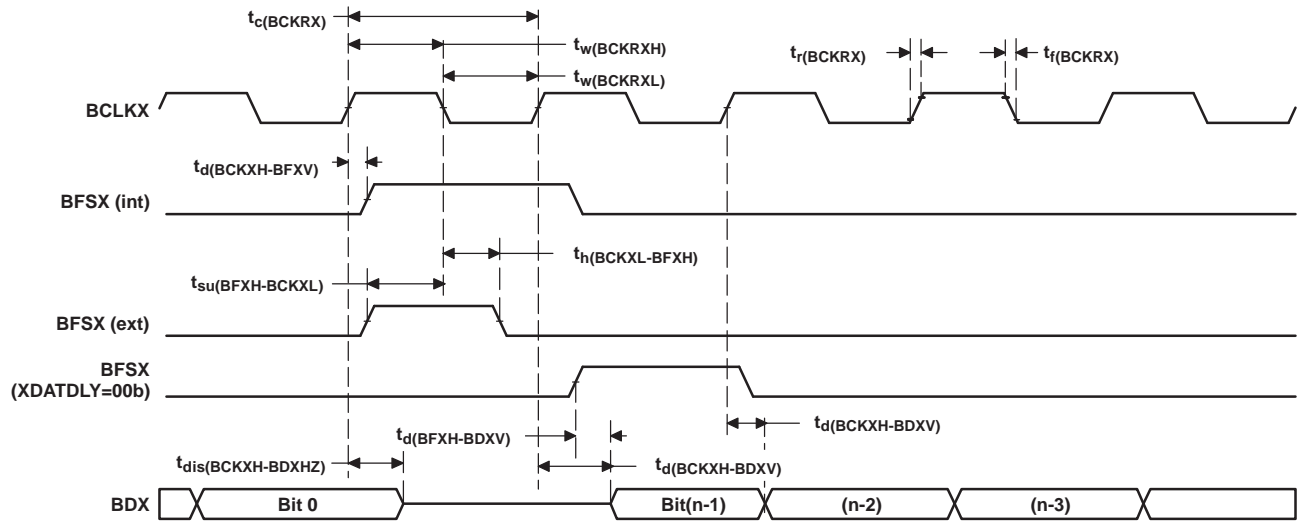 tc(BCKRX)
tw(BCKRXH)
tr(BCKRX)
tf(BCKRX)
tw(BCKRXL)
BCLKX
td(BCKXH-BFXV)
BFSX (int)
th(BCKXL-BFXH)
tsu(BFXH-BCKXL)
BFSX (ext)
BFSX
(XDATDLY=00b)
td(BFXH-BDXV)
td(BCKXH-BDXV)
tdis(BCKXH-BDXHZ)
td(BCKXH-BDXV)
BDX
Bit 0
Bit(n-1)
(n-2)
(n-3)